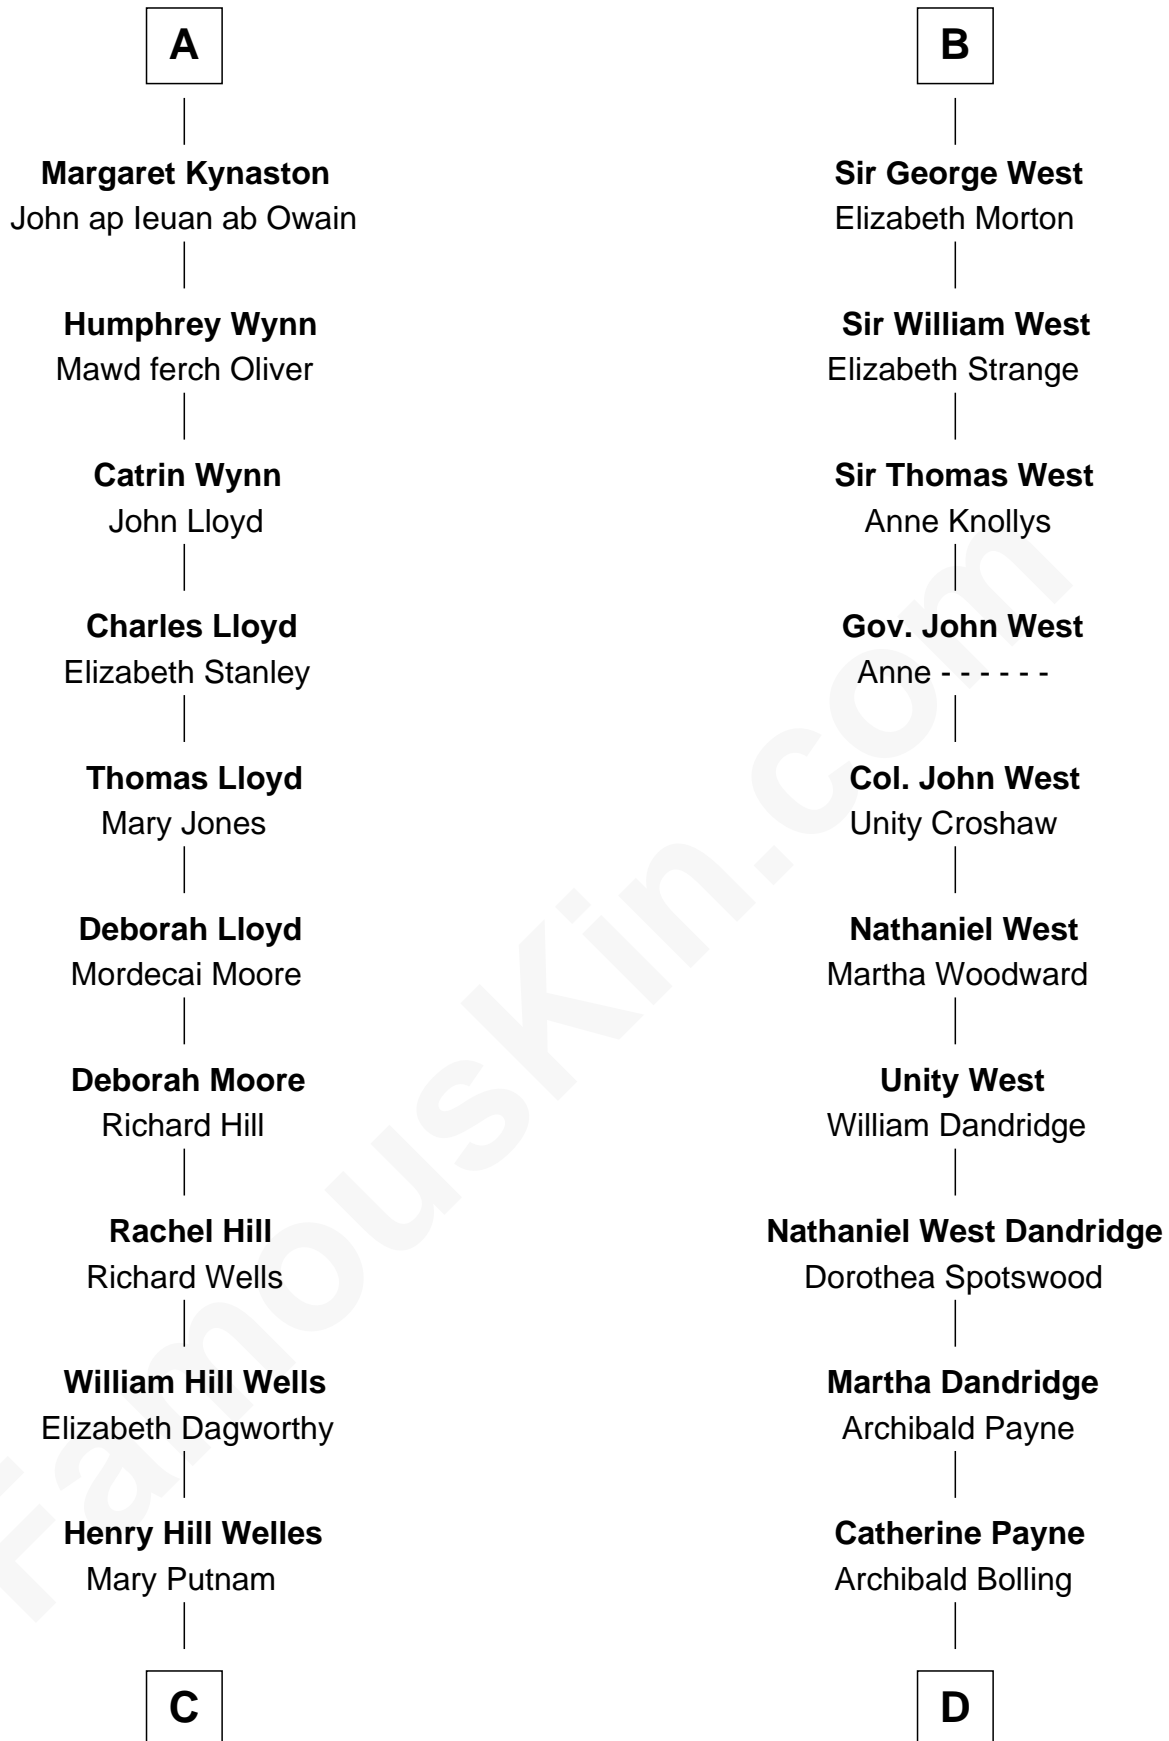 A
Margaret Kynaston
John ap Ieuan ab Owain
Humphrey Wynn
Mawd ferch Oliver
Catrin Wynn
John Lloyd
Charles Lloyd
Elizabeth Stanley
Thomas Lloyd
Mary Jones
Deborah Lloyd
Mordecai Moore
Deborah Moore
Richard Hill
Rachel Hill
Richard Wells
William Hill Wells
Elizabeth Dagworthy
Henry Hill Welles
Mary Putnam
C
B
Sir George West
Elizabeth Morton
Sir William West
Elizabeth Strange
Sir Thomas West
Anne Knollys
Gov. John West
Anne - - - - - -
Col. John West
Unity Croshaw
Nathaniel West
Martha Woodward
Unity West
William Dandridge
Nathaniel West Dandridge
Dorothea Spotswood
Martha Dandridge
Archibald Payne
Catherine Payne
Archibald Bolling
D
FamousKin.com